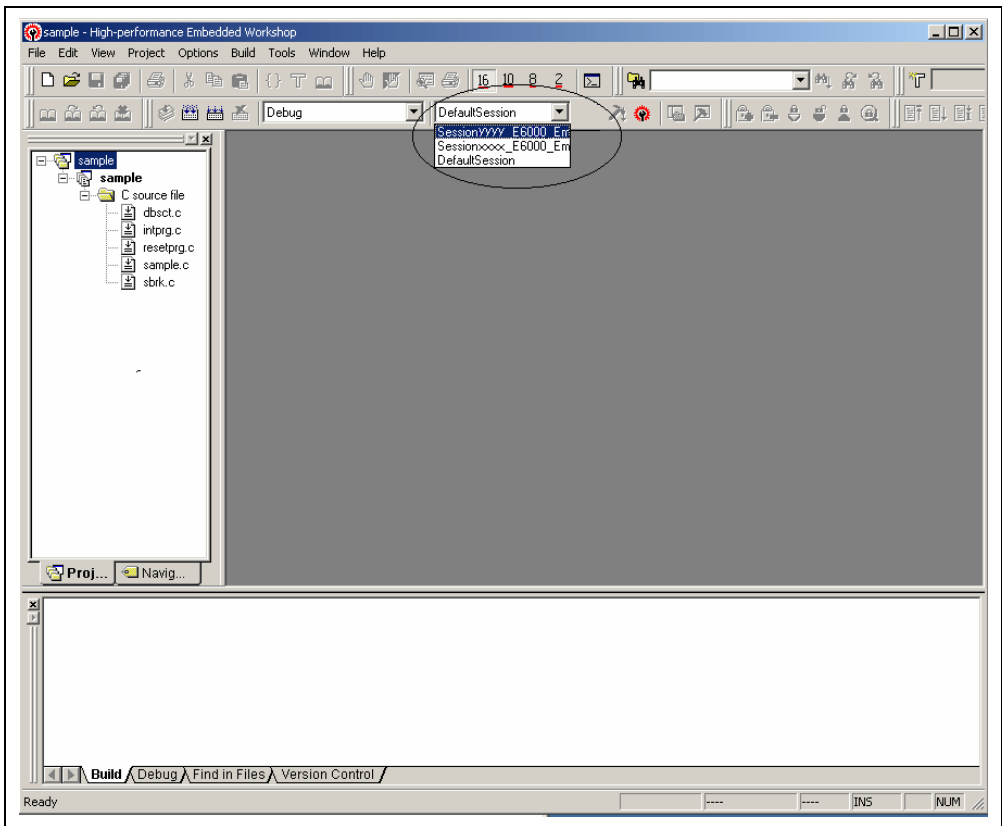 sample - High-performance Embedded Workshop
File Edit View Project Options Build Tools Window Help
16 10 8 2
Debug
DefaultSession
SessionYYYY_E6000_Em
Sessionxxxx_E6000_Em
DefaultSession
sample
sample
C source file
dbsct.c
intprg.c
resetprg.c
sample.c
sbrk.c
Proj... Navig...
Build Debug Find in Files Version Control
Ready ---- ---- INS NUM